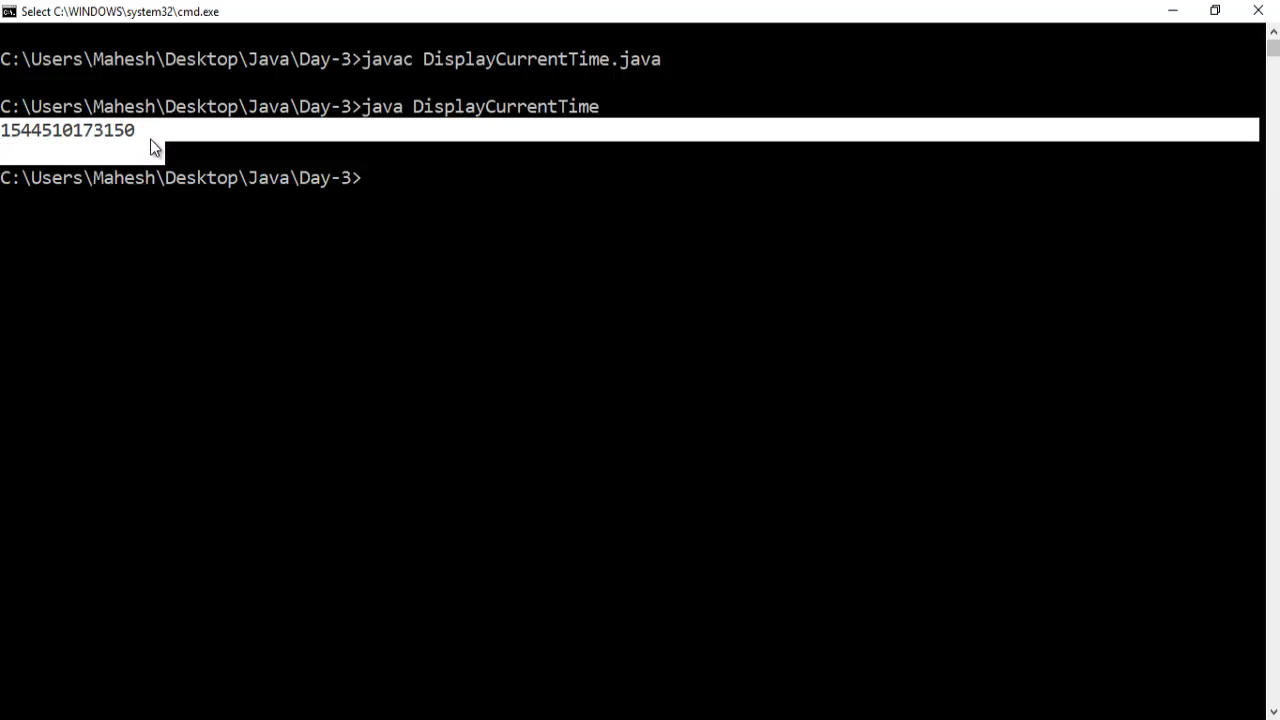 Select C:\WINDOWS\system32\cmd.exe
C:\Users\Mahesh\Desktop\Java\Day-3>javac DisplayCurrentTime.java
C:\Users\Mahesh\Desktop\Java\Day-3>java DisplayCurrentTime
1544510173150
C:\Users\Mahesh\Desktop\Java\Day-3>